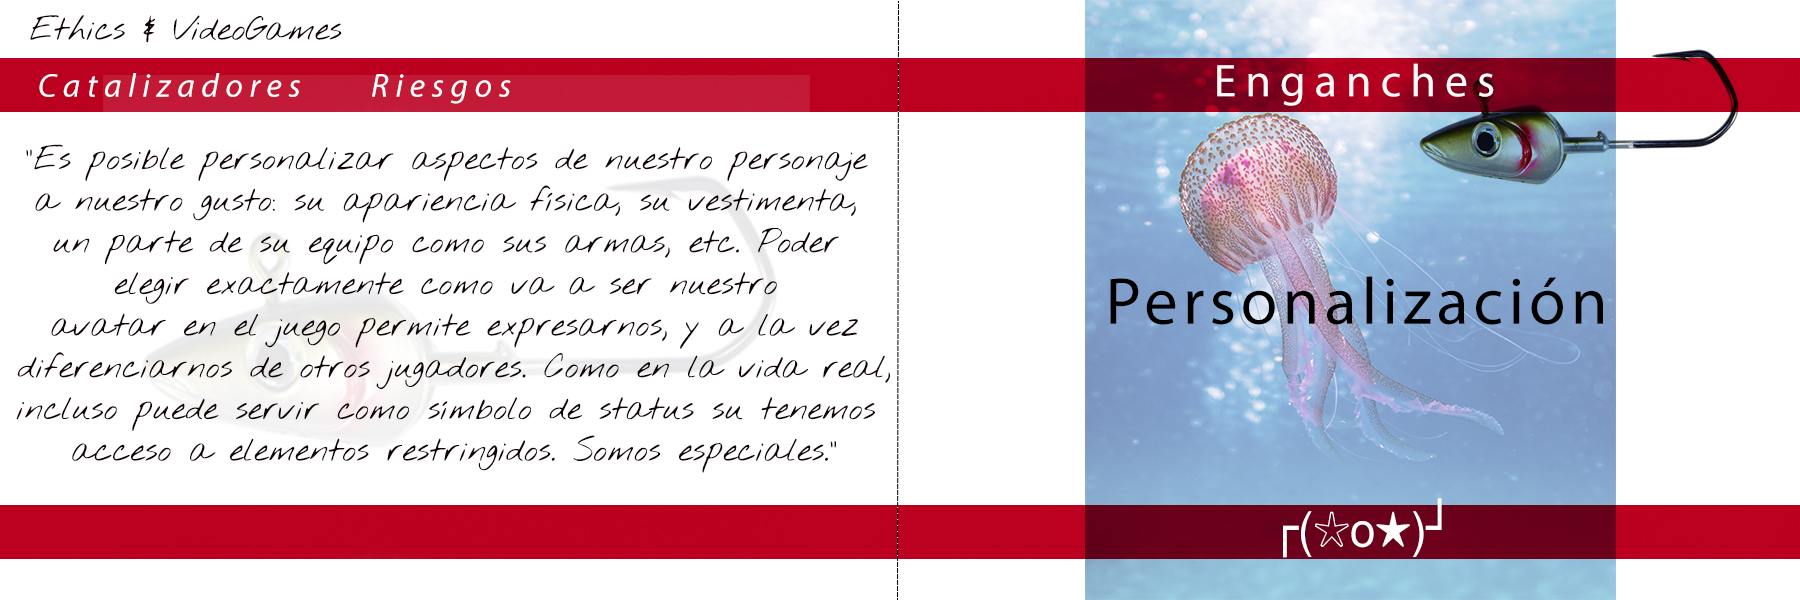 Ethics & VideoGames
Catalizadores Riesgos
"Es posible personalizar aspectos de nuestro personaje
a nuestro gusto: su apariencia física, su vestimenta,
un parte de su equipo como sus armas, etc. Poder
elegir exactamente como va a ser nuestro
avatar en el juego permite expresarnos, y a la vez
diferenciarnos de otros jugadores. Como en la vida real,
incluso puede servir como símbolo de status su tenemos
acceso a elementos restringidos. Somos especiales."
Enganches
Personalización
┌(☆o★)┘